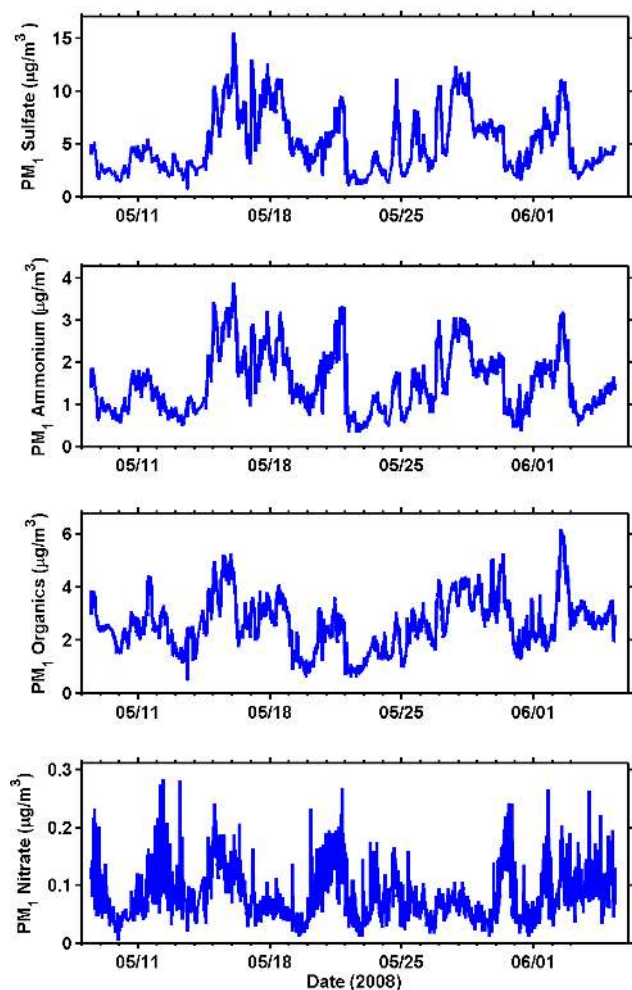 15
10
5
0
PM₁ Sulfate (µg/m³)
05/11 05/18 05/25 06/01
4
3
2
1
0
PM₁ Ammonium (µg/m³)
05/11 05/18 05/25 06/01
6
4
2
0
PM₁ Organics (µg/m³)
05/11 05/18 05/25 06/01
0.3
0.2
0.1
0
PM₁ Nitrate (µg/m³)
05/11 05/18 05/25 06/01
Date (2008)